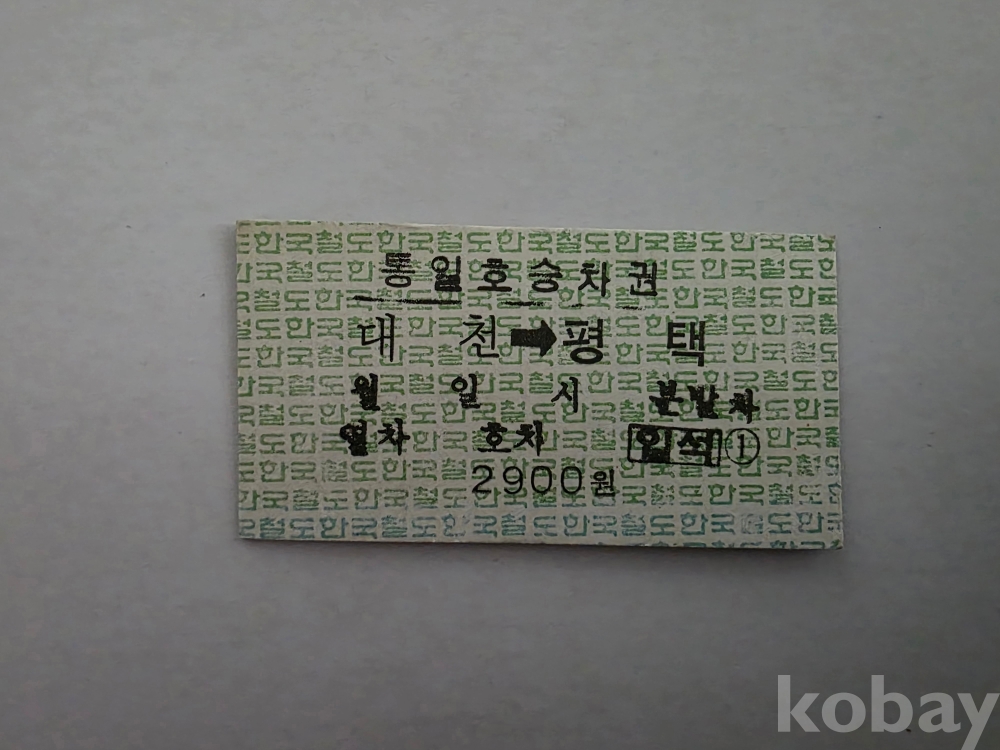 통일호승차권
대 천➡평 택
월 일 시 분발차
열차 호차 입석 ①
2900원
kobay